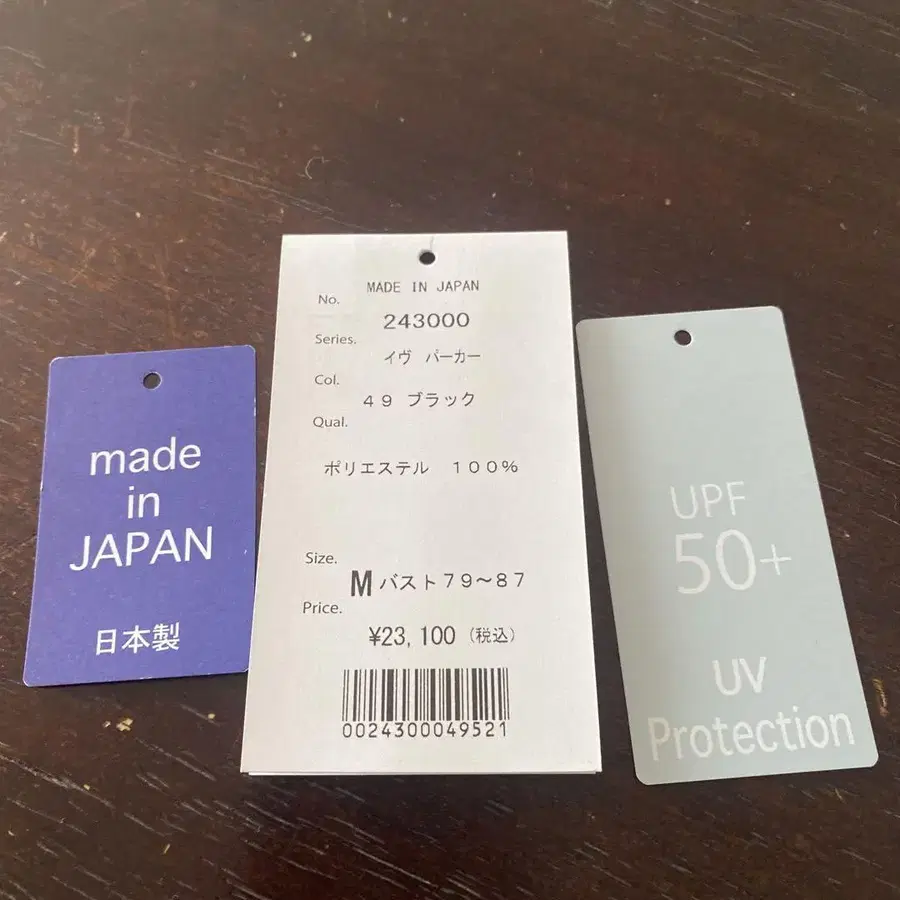 made
in
JAPAN
日本製
MADE IN JAPAN
No.
243000
Series.
イヴ パーカー
Col.
49 ブラック
Qual.
ポリエステル 100%
Size.
M バスト79~87
Price.
¥23,100 (税込)
0024300049521
UPF
50+
UV
Protection